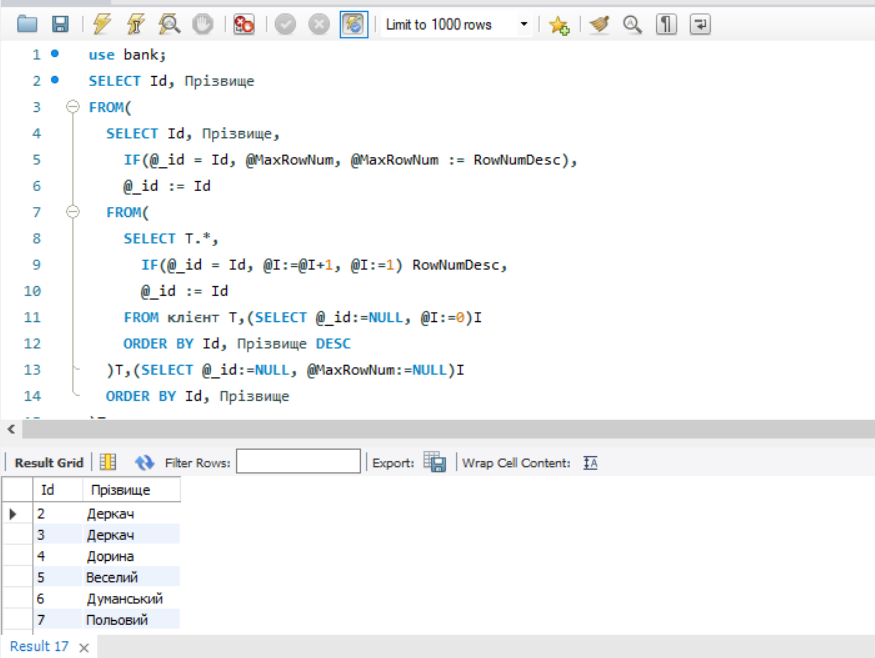 Limit to 1000 rows
1 use bank;
2 SELECT Id, Прізвище
3 FROM(
4 SELECT Id, Прізвище,
5 IF(@_id = Id, @MaxRowNum, @MaxRowNum := RowNumDesc),
6 @_id := Id
7 FROM(
8 SELECT T.*,
9 IF(@_id = Id, @I:=@I+1, @I:=1) RowNumDesc,
10 @_id := Id
11 FROM клієнт T,(SELECT @_id:=NULL, @I:=0)I
12 ORDER BY Id, Прізвище DESC
13 )T,(SELECT @_id:=NULL, @MaxRowNum:=NULL)I
14 ORDER BY Id, Прізвище
Result Grid Filter Rows: Export: Wrap Cell Content: IA
Id Прізвище
2 Деркач
3 Деркач
4 Дорина
5 Веселий
6 Думанський
7 Польовий
Result 17